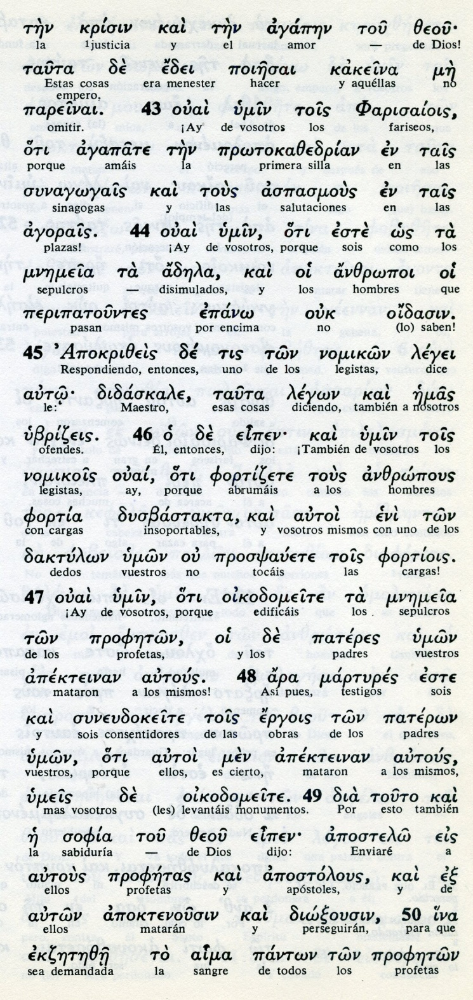 τὴν κρίσιν καὶ τὴν ἀγάπην τοῦ θεοῦ·
la ljusticia y el amor — de Dios!
ταῦτα δὲ ἔδει ποιῆσαι κἀκεῖνα μὴ
Estas cosas era menester hacer y aquéllas no
empero,
παρεῖναι. 43 οὐαὶ ὑμῖν τοῖς Φαρισαίοις,
omitir. ¡Ay de vosotros los fariseos,
ὅτι ἀγαπᾶτε τὴν πρωτοκαθεδρίαν ἐν ταῖς
porque amáis la primera silla en las
συναγωγαῖς καὶ τοὺς ἀσπασμοὺς ἐν ταῖς
sinagogas y las salutaciones en las
ἀγοραῖς. 44 οὐαὶ ὑμῖν, ὅτι ἐστὲ ὡς τὰ
plazas! ¡Ay de vosotros, porque sois como los
μνημεῖα τὰ ἄδηλα, καὶ οἱ ἄνθρωποι οἱ
sepulcros — disimulados, y los hombres que
περιπατοῦντες ἐπάνω οὐκ οἴδασιν.
pasan por encima no (lo) saben!
45 Ἀποκριθεὶς δέ τις τῶν νομικῶν λέγει
Respondiendo, entonces, uno de los legistas, dice
αὐτῷ· διδάσκαλε, ταῦτα λέγων καὶ ἡμᾶς
le: Maestro, esas cosas diciendo, también a nosotros
ὑβρίζεις. 46 ὁ δὲ εἶπεν· καὶ ὑμῖν τοῖς
ofendes. Él, entonces, dijo: ¡También de vosotros los
νομικοῖς οὐαί, ὅτι φορτίζετε τοὺς ἀνθρώπους
legistas, ay, porque abrumáis a los hombres
φορτία δυσβάστακτα, καὶ αὐτοὶ ἑνὶ τῶν
con cargas insoportables, y vosotros mismos con uno de los
δακτύλων ὑμῶν οὐ προσψαύετε τοῖς φορτίοις.
dedos vuestros no tocáis las cargas!
47 οὐαὶ ὑμῖν, ὅτι οἰκοδομεῖτε τὰ μνημεῖα
¡Ay de vosotros, porque edificáis los sepulcros
τῶν προφητῶν, οἱ δὲ πατέρες ὑμῶν
de los profetas, y los padres vuestros
ἀπέκτειναν αὐτούς. 48 ἄρα μάρτυρές ἐστε
mataron a los mismos! Así pues, testigos sois
καὶ συνευδοκεῖτε τοῖς ἔργοις τῶν πατέρων
y sois consentidores de las obras de los padres
ὑμῶν, ὅτι αὐτοὶ μὲν ἀπέκτειναν αὐτούς,
vuestros, porque ellos, es cierto, mataron a los mismos,
ὑμεῖς δὲ οἰκοδομεῖτε. 49 διὰ τοῦτο καὶ
mas vosotros (les) levantáis monumentos. Por esto también
ἡ σοφία τοῦ θεοῦ εἶπεν· ἀποστελῶ εἰς
la sabiduría — de Dios dijo: Enviaré a
αὐτοὺς προφήτας καὶ ἀποστόλους, καὶ ἐξ
ellos profetas y apóstoles, y de
αὐτῶν ἀποκτενοῦσιν καὶ διώξουσιν, 50 ἵνα
ellos matarán y perseguirán, para que
ἐκζητηθῇ τὸ αἷμα πάντων τῶν προφητῶν
sea demandada la sangre de todos los profetas